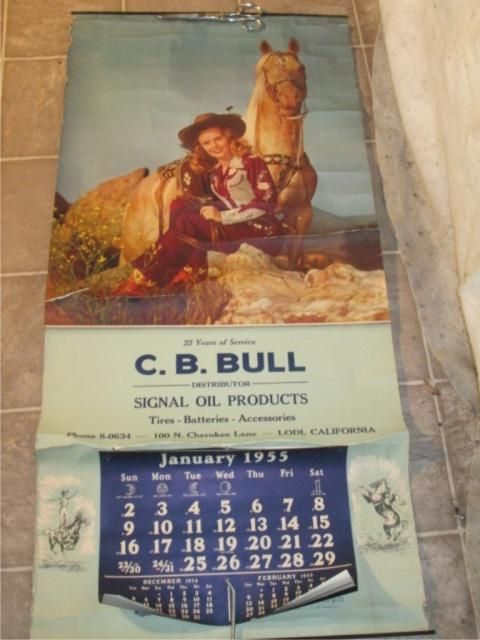 22 Years of Service
C. B. BULL
DISTRIBUTOR
SIGNAL OIL PRODUCTS
Tires - Batteries - Accessories
Phone 8-0634 — 100 N. Cherokee Lane — LODI, CALIFORNIA
January 1955
Sun Mon Tue Wed Thu Fri Sat
1
2 3 4 5 6 7 8
9 10 11 12 13 14 15
16 17 18 19 20 21 22
23/30 24/31 25 26 27 28 29
DECEMBER 1954 FEBRUARY 1955